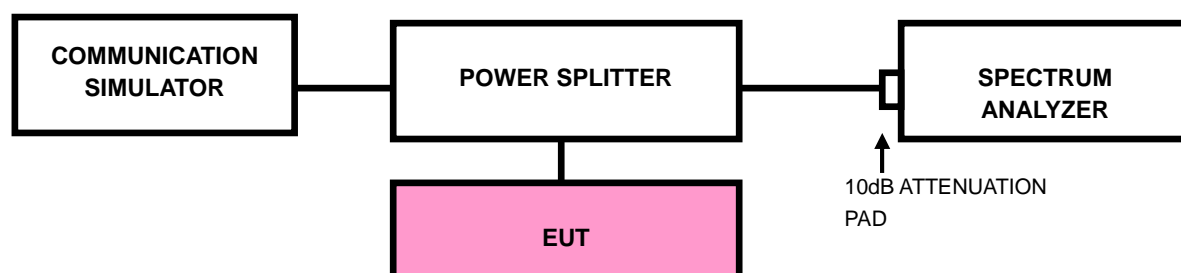 COMMUNICATION
SIMULATOR
POWER SPLITTER
SPECTRUM
ANALYZER
10dB ATTENUATION
PAD
EUT